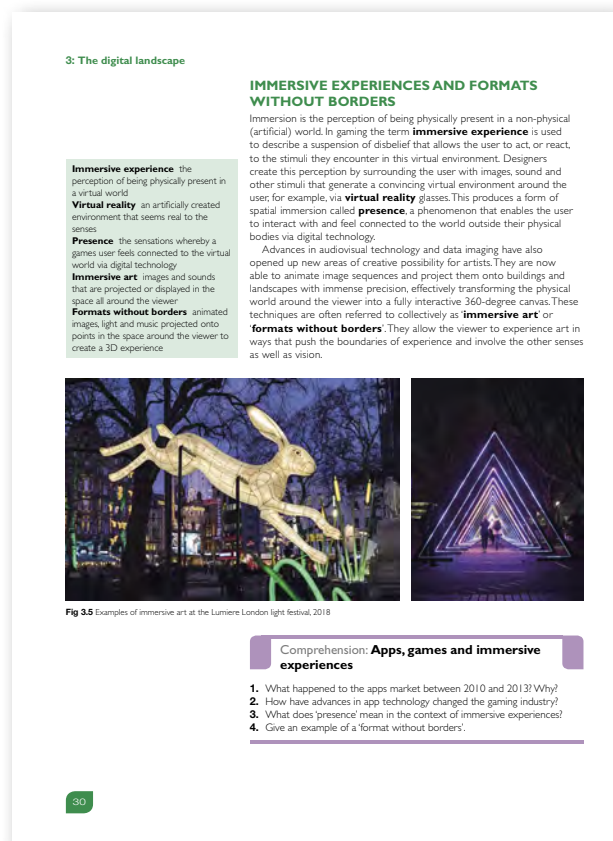 3: The digital landscape
IMMERSIVE EXPERIENCES AND FORMATS
WITHOUT BORDERS
Immersion is the perception of being physically present in a non-physical
(artificial) world. In gaming the term immersive experience is used
to describe a suspension of disbelief that allows the user to act, or react,
to the stimuli they encounter in this virtual environment. Designers
create this perception by surrounding the user with images, sound and
other stimuli that generate a convincing virtual environment around the
user, for example, via virtual reality glasses. This produces a form of
spatial immersion called presence, a phenomenon that enables the user
to interact with and feel connected to the world outside their physical
bodies via digital technology.
Advances in audiovisual technology and data imaging have also
opened up new areas of creative possibility for artists. They are now
able to animate image sequences and project them onto buildings and
landscapes with immense precision, effectively transforming the physical
world around the viewer into a fully interactive 360-degree canvas. These
techniques are often referred to collectively as ‘immersive art’ or
‘formats without borders’. They allow the viewer to experience art in
ways that push the boundaries of experience and involve the other senses
as well as vision.
Immersive experience the
perception of being physically present in
a virtual world
Virtual reality an artificially created
environment that seems real to the
senses
Presence the sensations whereby a
games user feels connected to the virtual
world via digital technology
Immersive art images and sounds
that are projected or displayed in the
space all around the viewer
Formats without borders animated
images, light and music projected onto
points in the space around the viewer to
create a 3D experience
Fig 3.5 Examples of immersive art at the Lumiere London light festival, 2018
Comprehension: Apps, games and immersive
experiences
1. What happened to the apps market between 2010 and 2013? Why?
2. How have advances in app technology changed the gaming industry?
3. What does ‘presence’ mean in the context of immersive experiences?
4. Give an example of a ‘format without borders’.
30